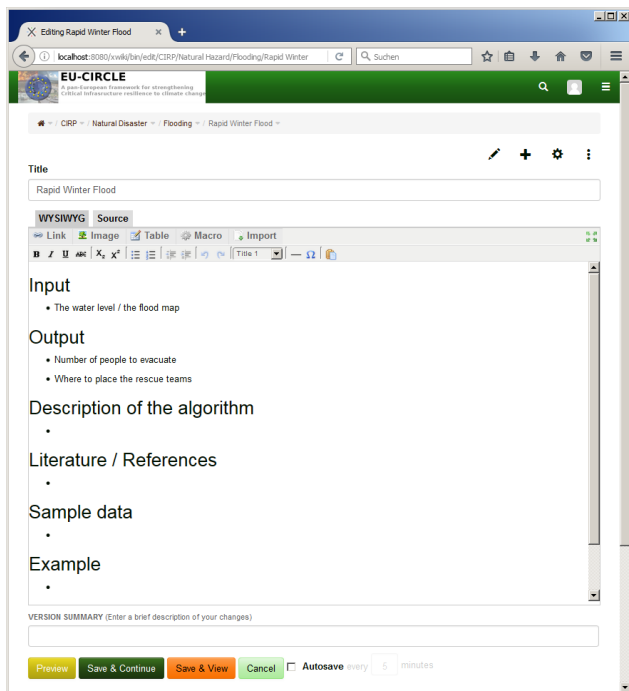 Editing Rapid Winter Flood
localhost:8080/xwiki/bin/edit/CIRP/Natural Hazard/Flooding/Rapid Winter
Suchen
EU-CIRCLE
A pan-European framework for strengthening
Critical Infrastructure resilience to climate change
/ CIRP / Natural Disaster / Flooding / Rapid Winter Flood
Title
Rapid Winter Flood
WYSIWYG Source
Link Image Table Macro Import
B I U ABC X₂ X² Title 1 Ω
Input
• The water level / the flood map
Output
• Number of people to evacuate
• Where to place the rescue teams
Description of the algorithm
•
Literature / References
•
Sample data
•
Example
•
VERSION SUMMARY (Enter a brief description of your changes)
Preview Save & Continue Save & View Cancel Autosave every 5 minutes